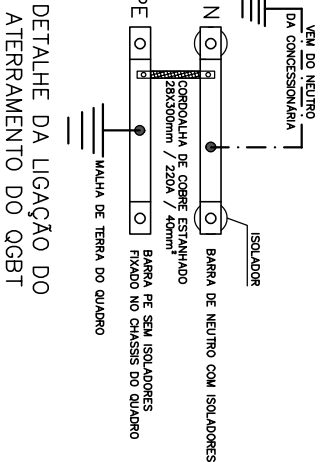 VEM DO NEUTRO
DA CONCESSIONÁRIA
ISOLADOR
N
BARRA DE NEUTRO COM ISOLADORES
CORDOALHA DE COBRE ESTANHADO
28X300mm / 220A / 40mm²
PE
BARRA PE SEM ISOLADORES
FIXADO NO CHASSIS DO QUADRO
MALHA DE TERRA DO QUADRO
DETALHE DA LIGAÇÃO DO
ATERRAMENTO DO QGBT